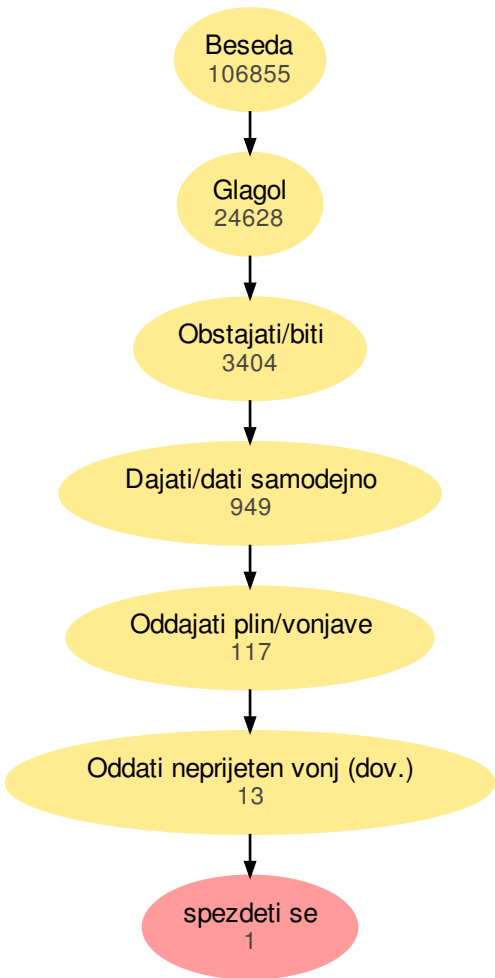 Beseda
106855
Glagol
24628
Obstajati/biti
3404
Dajati/dati samodejno
949
Oddajati plin/vonjave
117
Oddati neprijeten vonj (dov.)
13
spezdeti se
1